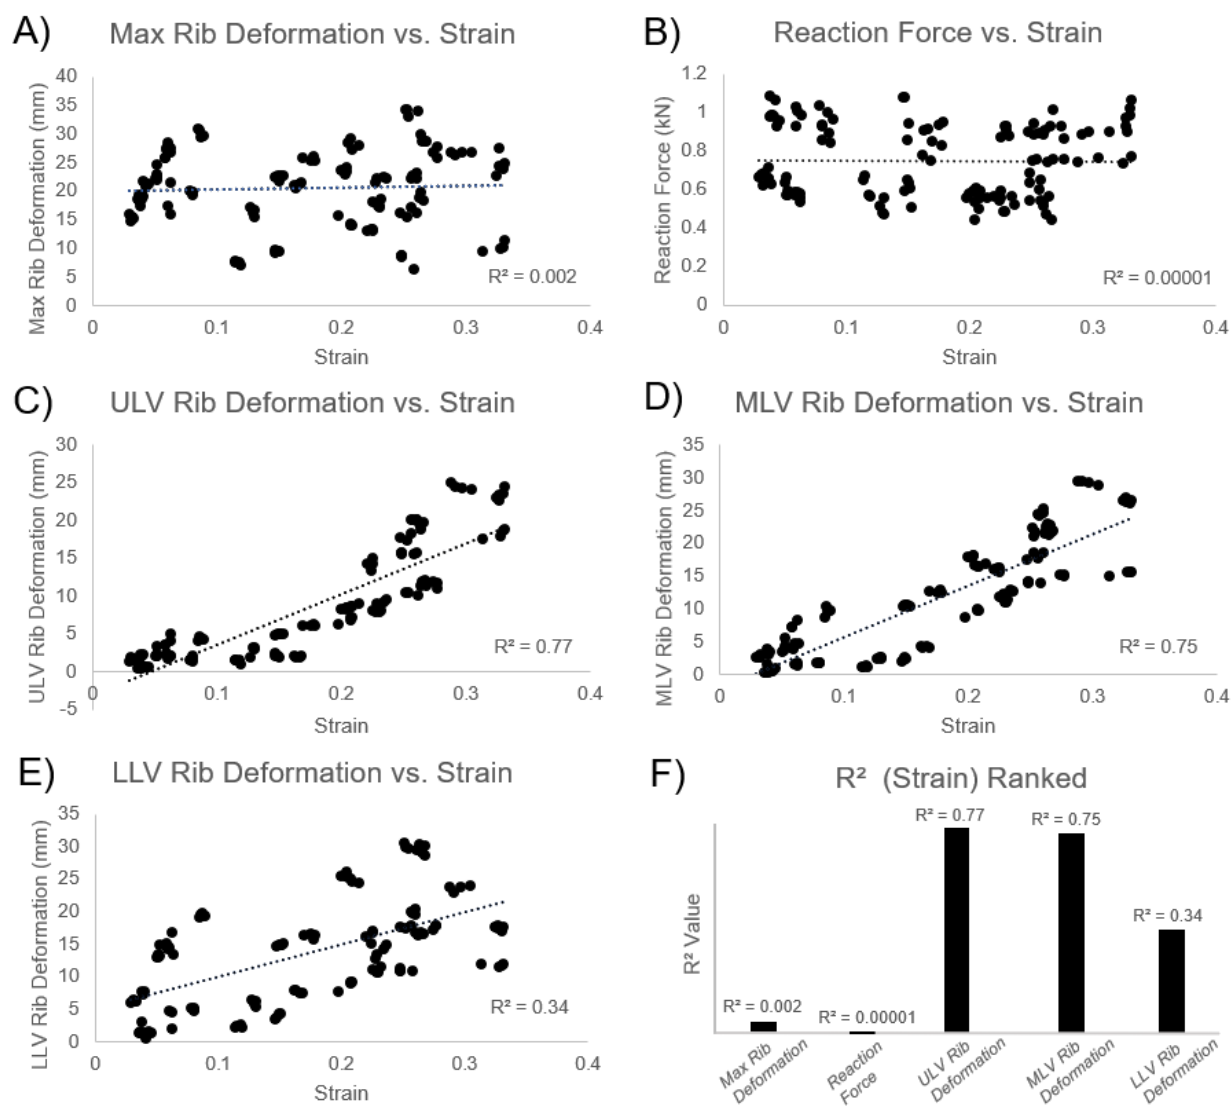 A) Max Rib Deformation vs. Strain
Max Rib Deformation (mm)
40
35
30
25
20
15
10
5
0
R² = 0.002
0 0.1 0.2 0.3 0.4
Strain
B) Reaction Force vs. Strain
Reaction Force (kN)
1.2
1
0.8
0.6
0.4
0.2
0
R² = 0.00001
0 0.1 0.2 0.3 0.4
Strain
C) ULV Rib Deformation vs. Strain
ULV Rib Deformation (mm)
30
25
20
15
10
5
0
-5
R² = 0.77
0 0.1 0.2 0.3 0.4
Strain
D) MLV Rib Deformation vs. Strain
MLV Rib Deformation (mm)
35
30
25
20
15
10
5
0
R² = 0.75
0 0.1 0.2 0.3 0.4
Strain
E) LLV Rib Deformation vs. Strain
LLV Rib Deformation (mm)
35
30
25
20
15
10
5
0
R² = 0.34
0 0.1 0.2 0.3 0.4
Strain
F) R² (Strain) Ranked
R² Value
R² = 0.002
R² = 0.00001
R² = 0.77
R² = 0.75
R² = 0.34
Max Rib
Deformation
Reaction
Force
ULV Rib
Deformation
MLV Rib
Deformation
LLV Rib
Deformation